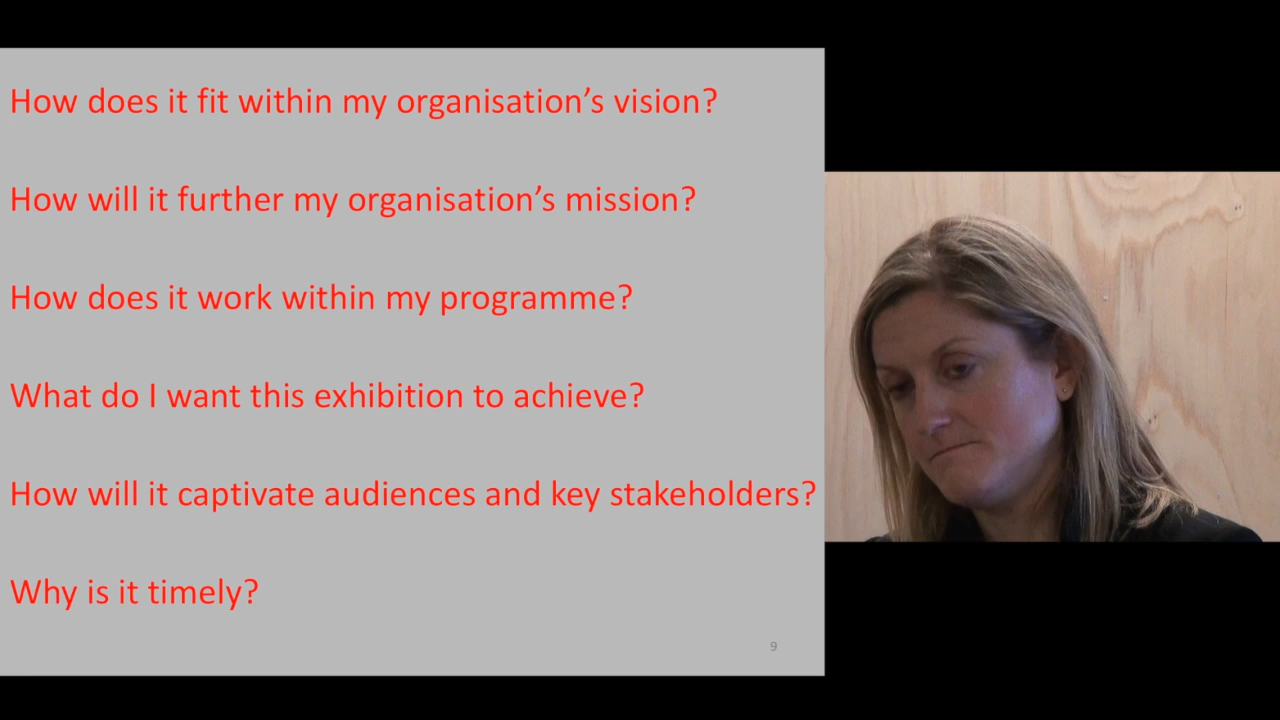 How does it fit within my organisation’s vision?
How will it further my organisation’s mission?
How does it work within my programme?
What do I want this exhibition to achieve?
How will it captivate audiences and key stakeholders?
Why is it timely?
9